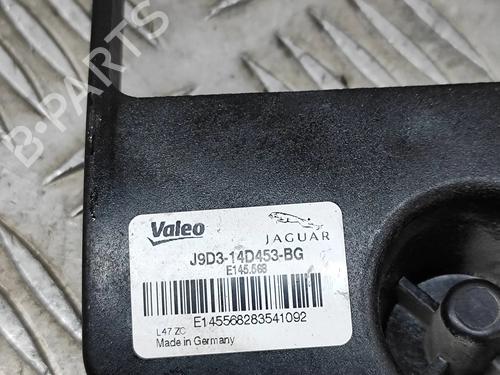 B-PARTS
Valeo
JAGUAR
J9D3-14D453-BG
E145.568
E145568283541092
L47 ZC
Made in Germany